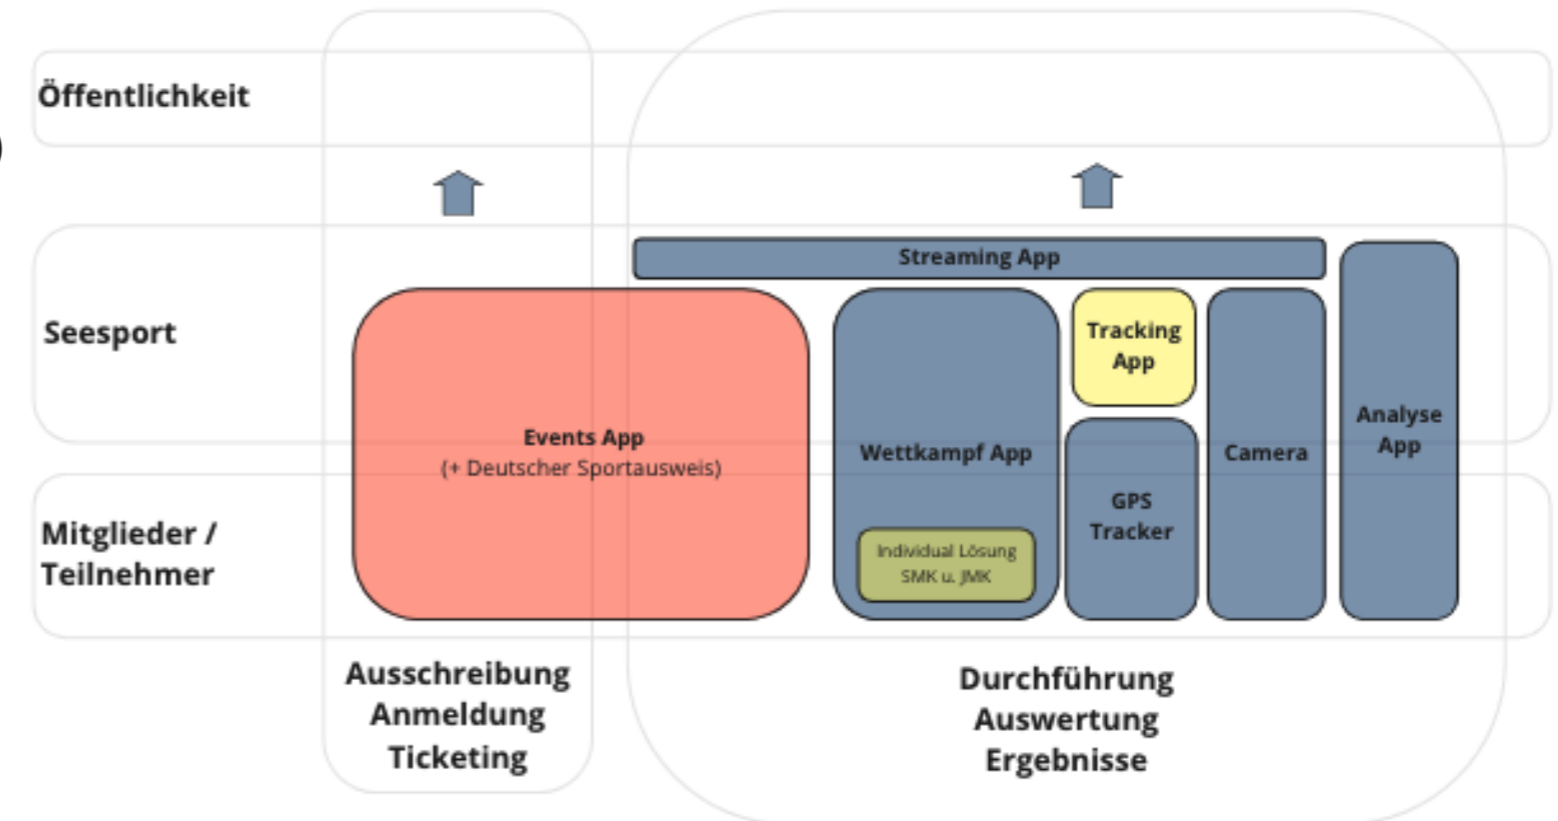 Öffentlichkeit
Streaming App
Seesport
Tracking
App
Analyse
App
Events App
(+ Deutscher Sportausweis)
Wettkampf App
Camera
GPS
Tracker
Mitglieder /
Teilnehmer
Individual Lösung
SMK u. JMK
Ausschreibung
Anmeldung
Ticketing
Durchführung
Auswertung
Ergebnisse